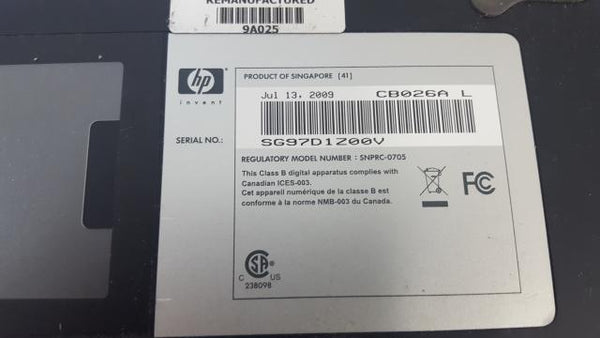 REMANUFACTURED
9A025
hp
invent
PRODUCT OF SINGAPORE [41]
Jul 13, 2009 CB026A L
SERIAL NO.:
SG97D1Z00V
REGULATORY MODEL NUMBER : SNPRC-0705
This Class B digital apparatus complies with
Canadian ICES-003.
Cet appareil numérique de la classe B est
conforme à la norme NMB-003 du Canada.
FC
SA
C US
238098